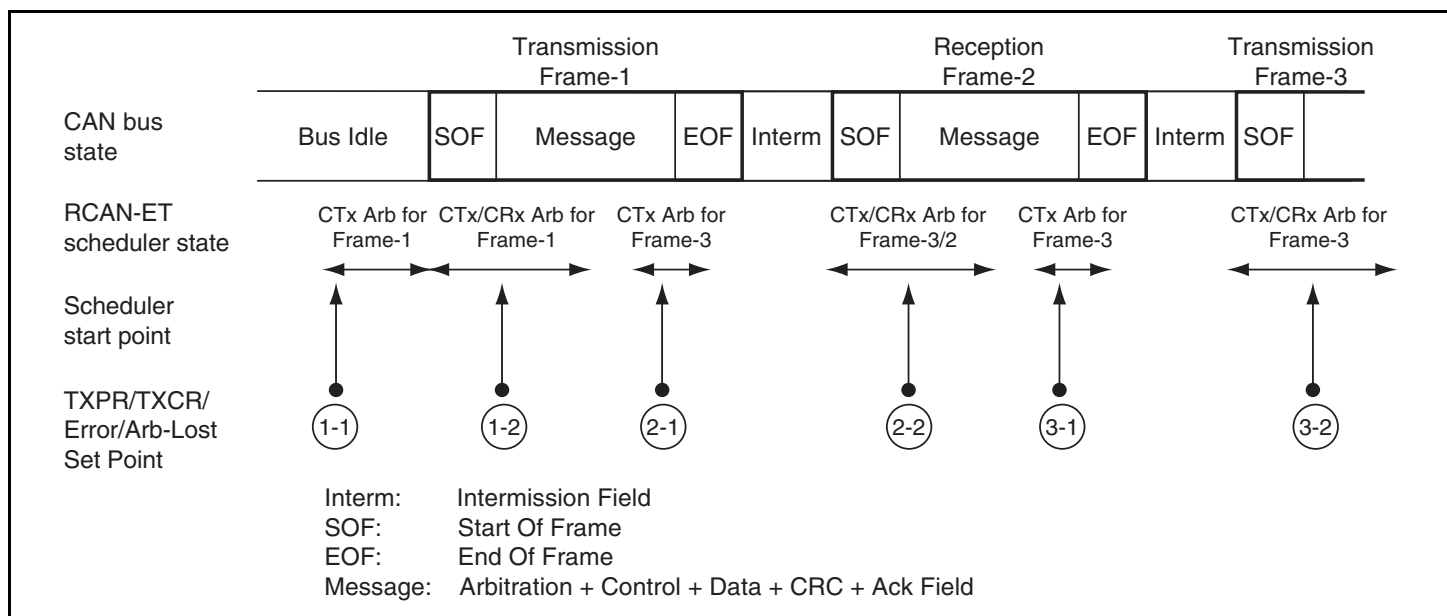 Transmission
Frame-1
Reception
Frame-2
Transmission
Frame-3
CAN bus
state
Bus Idle
SOF
Message
EOF
Interm
SOF
Message
EOF
Interm
SOF
RCAN-ET
scheduler state
CTx Arb for
Frame-1
CTx/CRx Arb for
Frame-1
CTx Arb for
Frame-3
CTx/CRx Arb for
Frame-3/2
CTx Arb for
Frame-3
CTx/CRx Arb for
Frame-3
Scheduler
start point
TXPR/TXCR/
Error/Arb-Lost
Set Point
1-1
1-2
2-1
2-2
3-1
3-2
Interm: Intermission Field
SOF: Start Of Frame
EOF: End Of Frame
Message: Arbitration + Control + Data + CRC + Ack Field